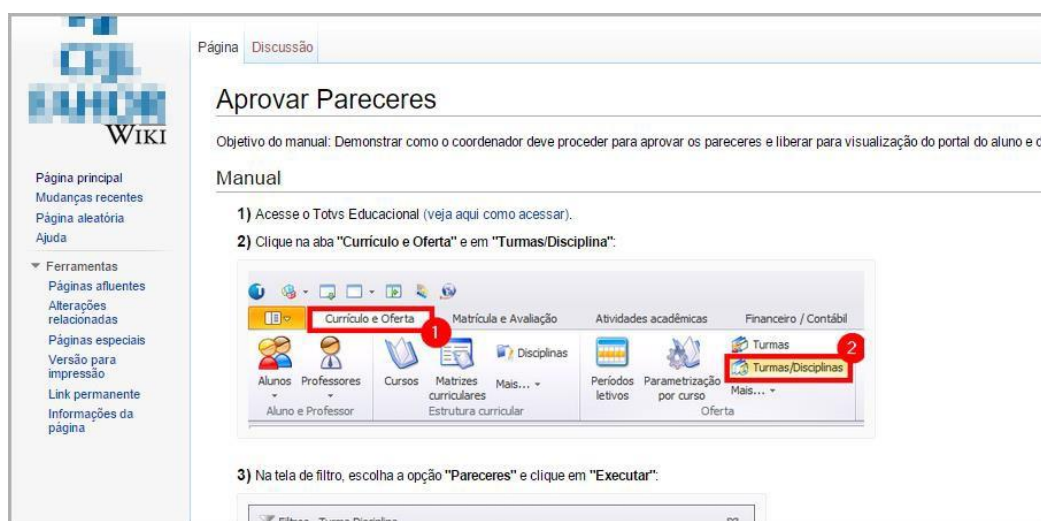 WIKI
Página principal
Mudanças recentes
Página aleatória
Ajuda
Ferramentas
Páginas afluentes
Alterações
relacionadas
Páginas especiais
Versão para
impressão
Link permanente
Informações da
página
Página Discussão
Aprovar Pareceres
Objetivo do manual: Demonstrar como o coordenador deve proceder para aprovar os pareceres e liberar para visualização do portal do aluno e
Manual
1) Acesse o Totvs Educacional (veja aqui como acessar).
2) Clique na aba "Currículo e Oferta" e em "Turmas/Disciplina":
Currículo e Oferta Matrícula e Avaliação Atividades acadêmicas Financeiro / Contábil
1
2
Alunos Professores
Aluno e Professor
Cursos Matrizes
curriculares
Disciplinas
Mais...
Estrutura curricular
Períodos
letivos
Parametrização
por curso
Turmas
Turmas/Disciplinas
Mais...
Oferta
3) Na tela de filtro, escolha a opção "Pareceres" e clique em "Executar":